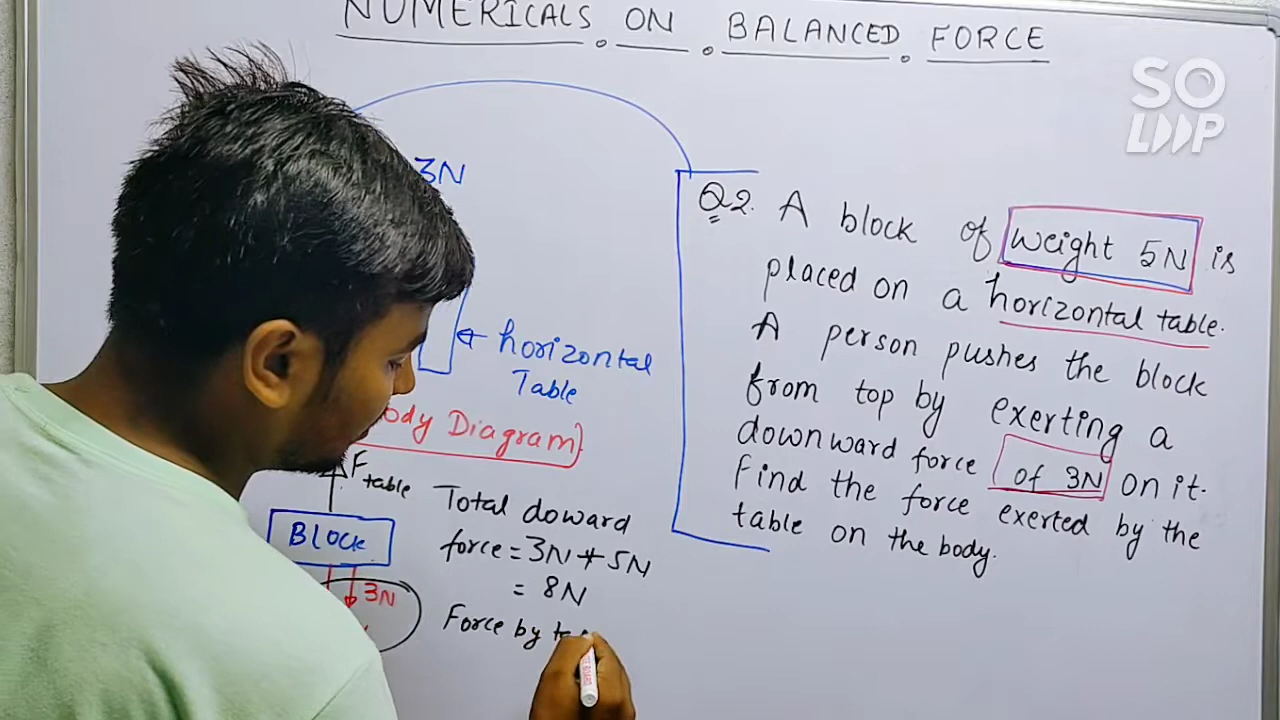 NUMERICALS ON BALANCED FORCE
SO
LOOP
3N
horizontal
Table
ody Diagram)
F table
BLOCK
3N
Total doward
force = 3N + 5N
= 8N
Force by
Q2. A block of weight 5N is
placed on a horizontal table.
A person pushes the block
from top by exerting a
downward force of 3N on it.
Find the force exerted by the
table on the body.